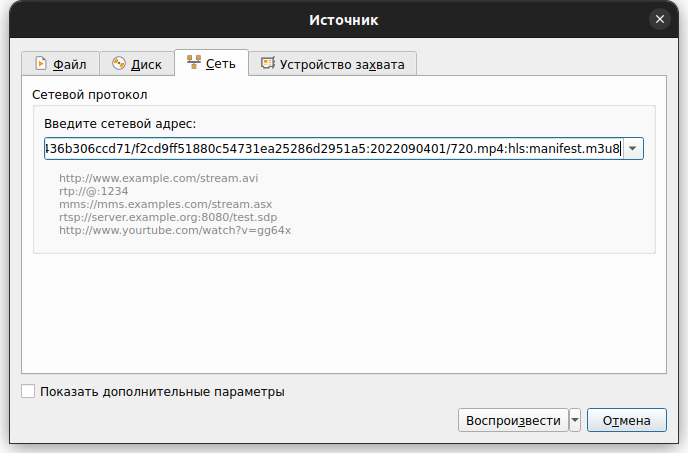 Источник
Файл
Диск
Сеть
Устройство захвата
Сетевой протокол
Введите сетевой адрес:
436b306ccd71/f2cd9ff51880c54731ea25286d2951a5:2022090401/720.mp4:hls:manifest.m3u8
http://www.example.com/stream.avi
rtp://@:1234
mms://mms.examples.com/stream.asx
rtsp://server.example.org:8080/test.sdp
http://www.yourtube.com/watch?v=gg64x
Показать дополнительные параметры
Воспроизвести
Отмена